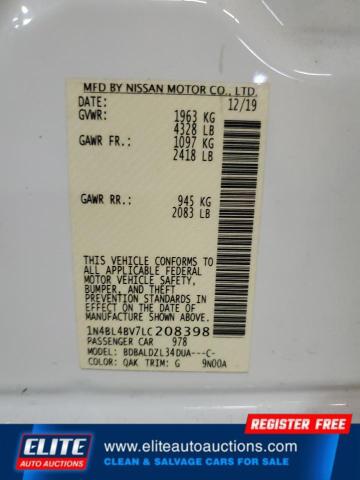 MFD BY NISSAN MOTOR CO., LTD.
DATE: 12/19
GVWR: 1963 KG
4328 LB
GAWR FR: 1097 KG
2418 LB
GAWR RR: 945 KG
2083 LB
THIS VEHICLE CONFORMS TO
ALL APPLICABLE FEDERAL
MOTOR VEHICLE SAFETY,
BUMPER, AND THEFT
PREVENTION STANDARDS IN
EFFECT ON THE DATE OF
MANUFACTURE SHOWN ABOVE.
1N4BL4BV7LC208398
PASSENGER CAR 978
MODEL: BDBALDZL34DUA---C-
COLOR: QAK TRIM: G 9N00A
REGISTER FREE
ELITE
AUTO AUCTIONS
www.eliteautoauctions.com
CLEAN & SALVAGE CARS FOR SALE